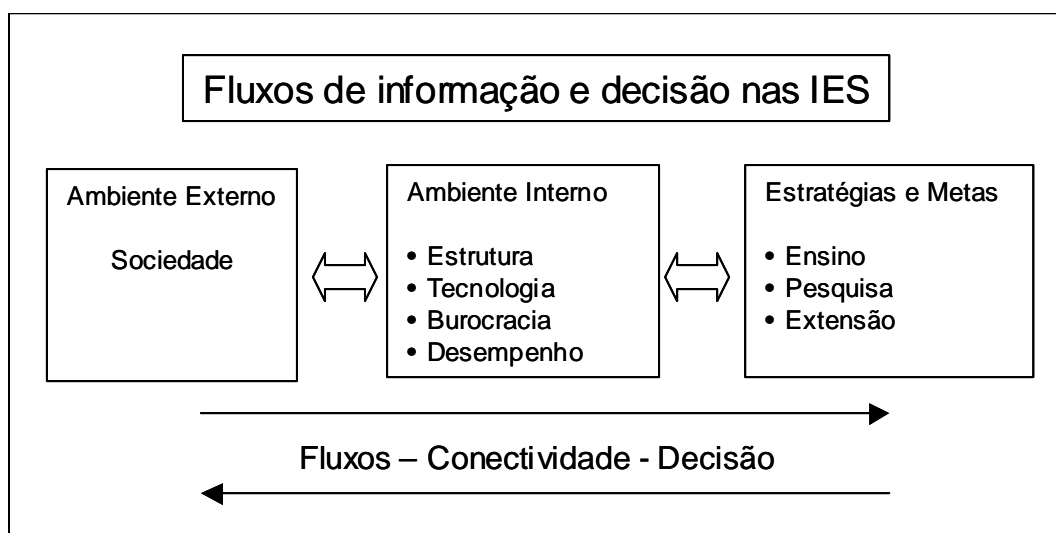 Fluxos de informação e decisão nas IES
Ambiente Externo
Sociedade
Ambiente Interno
• Estrutura
• Tecnologia
• Burocracia
• Desempenho
Estratégias e Metas
• Ensino
• Pesquisa
• Extensão
Fluxos – Conectividade - Decisão